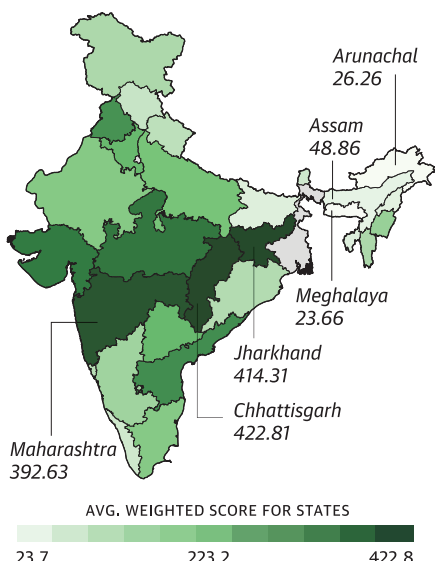 Arunachal
26.26
Assam
48.86
Meghalaya
23.66
Jharkhand
414.31
Chhattisgarh
422.81
Maharashtra
392.63
AVG. WEIGHTED SCORE FOR STATES
23.7 223.2 422.8